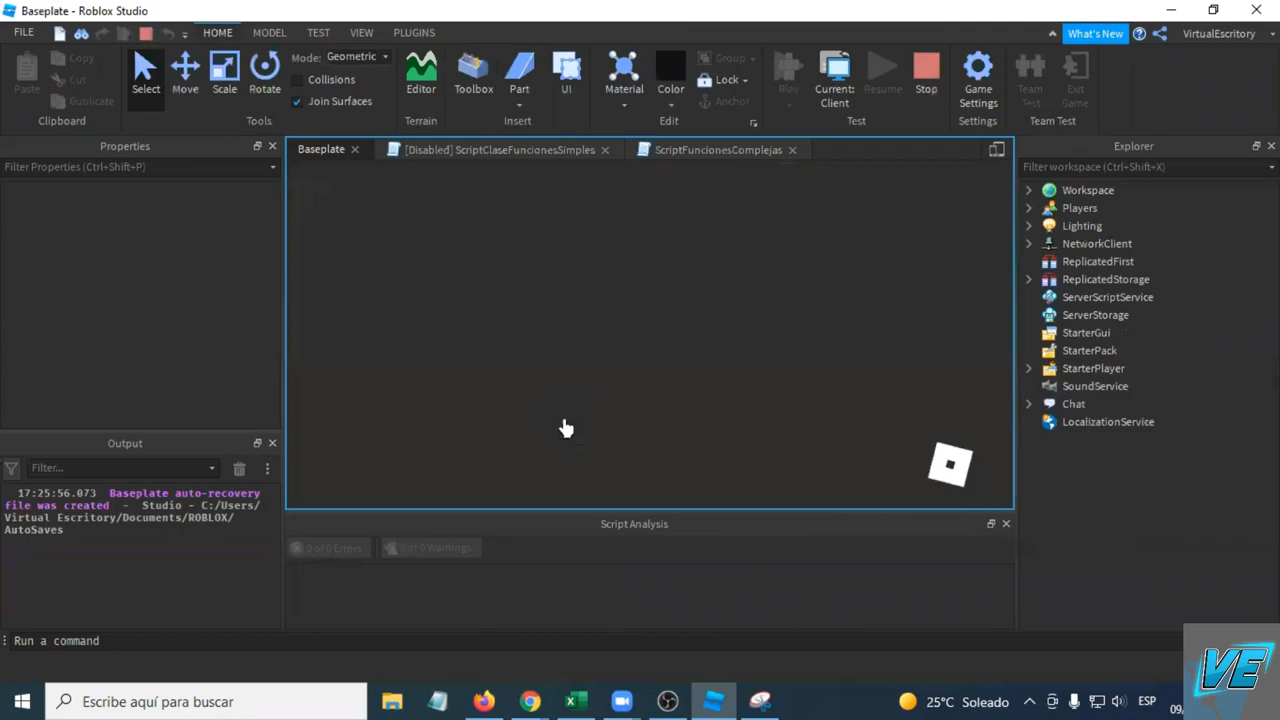 Baseplate - Roblox Studio
FILE HOME MODEL TEST VIEW PLUGINS What's New VirtualEscritory
Paste Copy Cut Duplicate Clipboard
Select Move Scale Rotate Mode: Geometric Collisions Join Surfaces Tools
Editor Terrain
Toolbox Part UI Insert
Material Color Group Lock Anchor Edit
Play Current: Client Resume Stop Test
Game Settings Settings
Team Test Exit Game Team Test
Properties
Filter Properties (Ctrl+Shift+P)
Baseplate [Disabled] ScriptClaseFuncionesSimples ScriptFuncionesComplejas
Explorer
Filter workspace (Ctrl+Shift+X)
Workspace
Players
Lighting
NetworkClient
ReplicatedFirst
ReplicatedStorage
ServerScriptService
ServerStorage
StarterGui
StarterPack
StarterPlayer
SoundService
Chat
LocalizationService
Output
Filter...
17:25:56.073 Baseplate auto-recovery
file was created - Studio - C:/Users/
Virtual Escritory/Documents/ROBLOX/
AutoSaves
Script Analysis
0 of 0 Errors 0 of 0 Warnings
Run a command
VE
Escribe aquí para buscar
25°C Soleado ESP